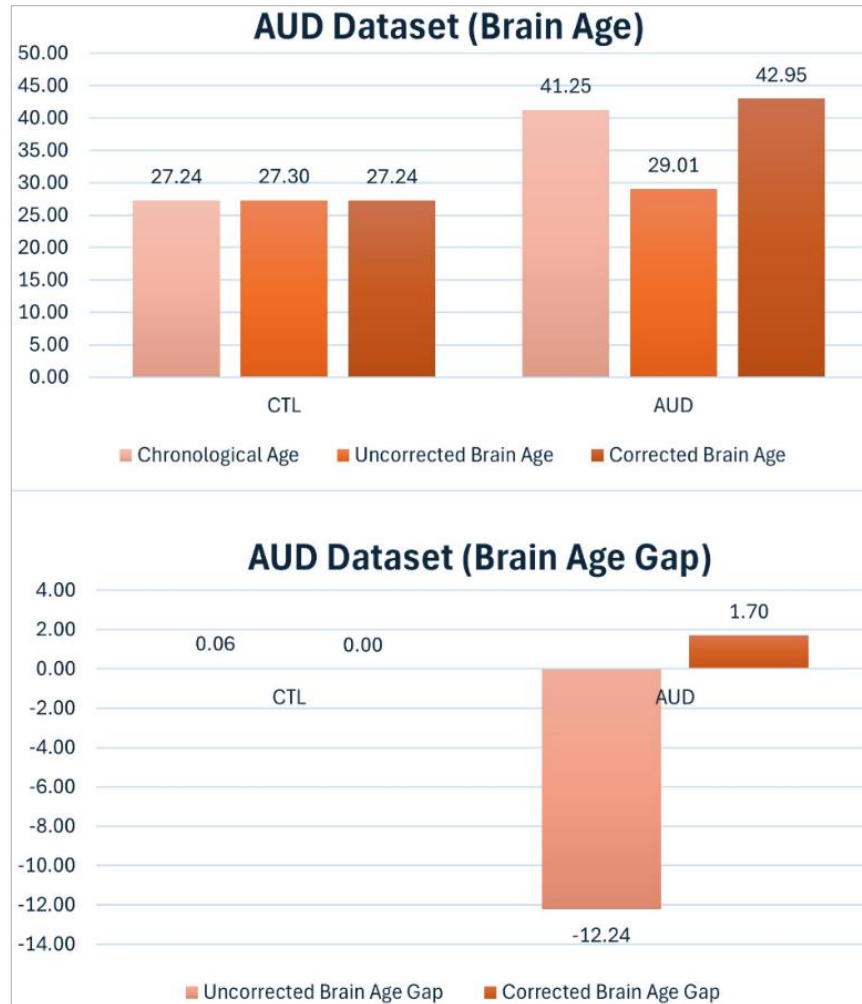 AUD Dataset (Brain Age)
50.00
45.00
40.00
35.00
30.00
25.00
20.00
15.00
10.00
5.00
0.00
27.24 27.30 27.24
41.25 29.01 42.95
CTL AUD
Chronological Age Uncorrected Brain Age Corrected Brain Age
AUD Dataset (Brain Age Gap)
4.00
2.00
0.00
-2.00
-4.00
-6.00
-8.00
-10.00
-12.00
-14.00
0.06 0.00
-12.24 1.70
CTL AUD
Uncorrected Brain Age Gap Corrected Brain Age Gap